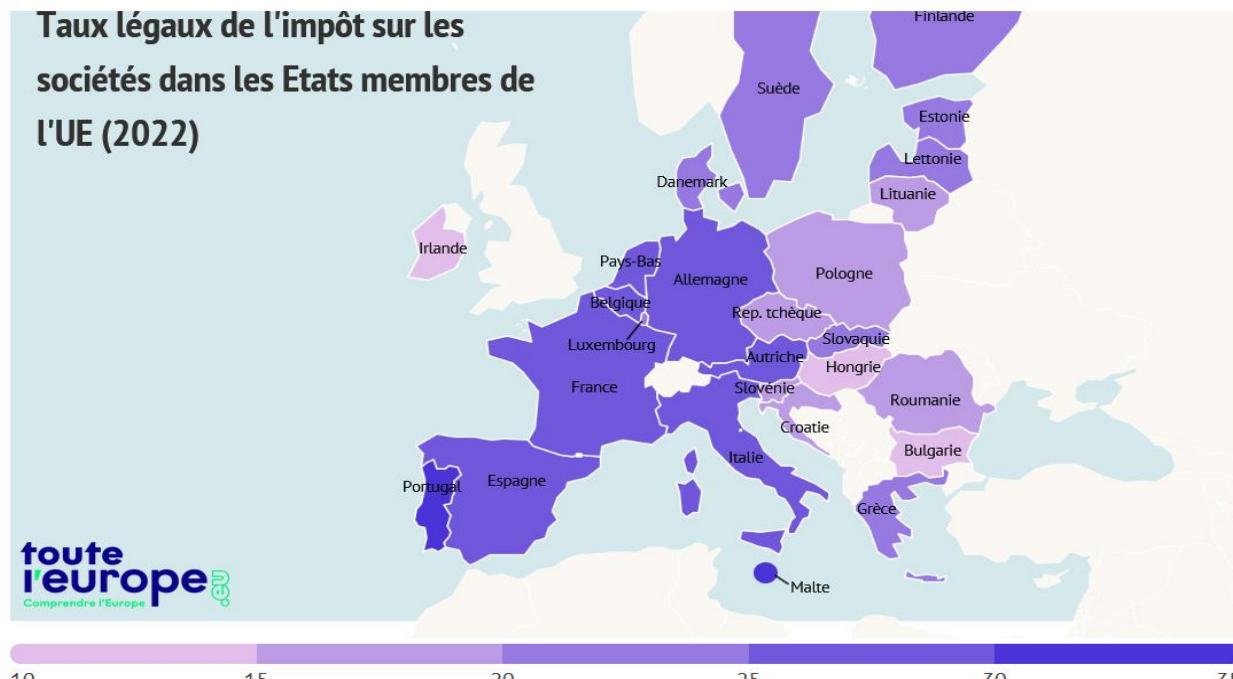 Taux légaux de l'impôt sur les
sociétés dans les Etats membres de
l'UE (2022)
Finlande
Suède
Estonie
Lettonie
Danemark
Lituanie
Irlande
Pays-Bas
Allemagne
Pologne
Belgique
Rep. tchèque
Luxembourg
Slovaquie
Autriche
Hongrie
France
Slovénie
Roumanie
Croatie
Bulgarie
Italie
Portugal
Espagne
Grèce
Malte
toute
l'europe.eu
Comprendre l'Europe
10 15 20 25 30 35